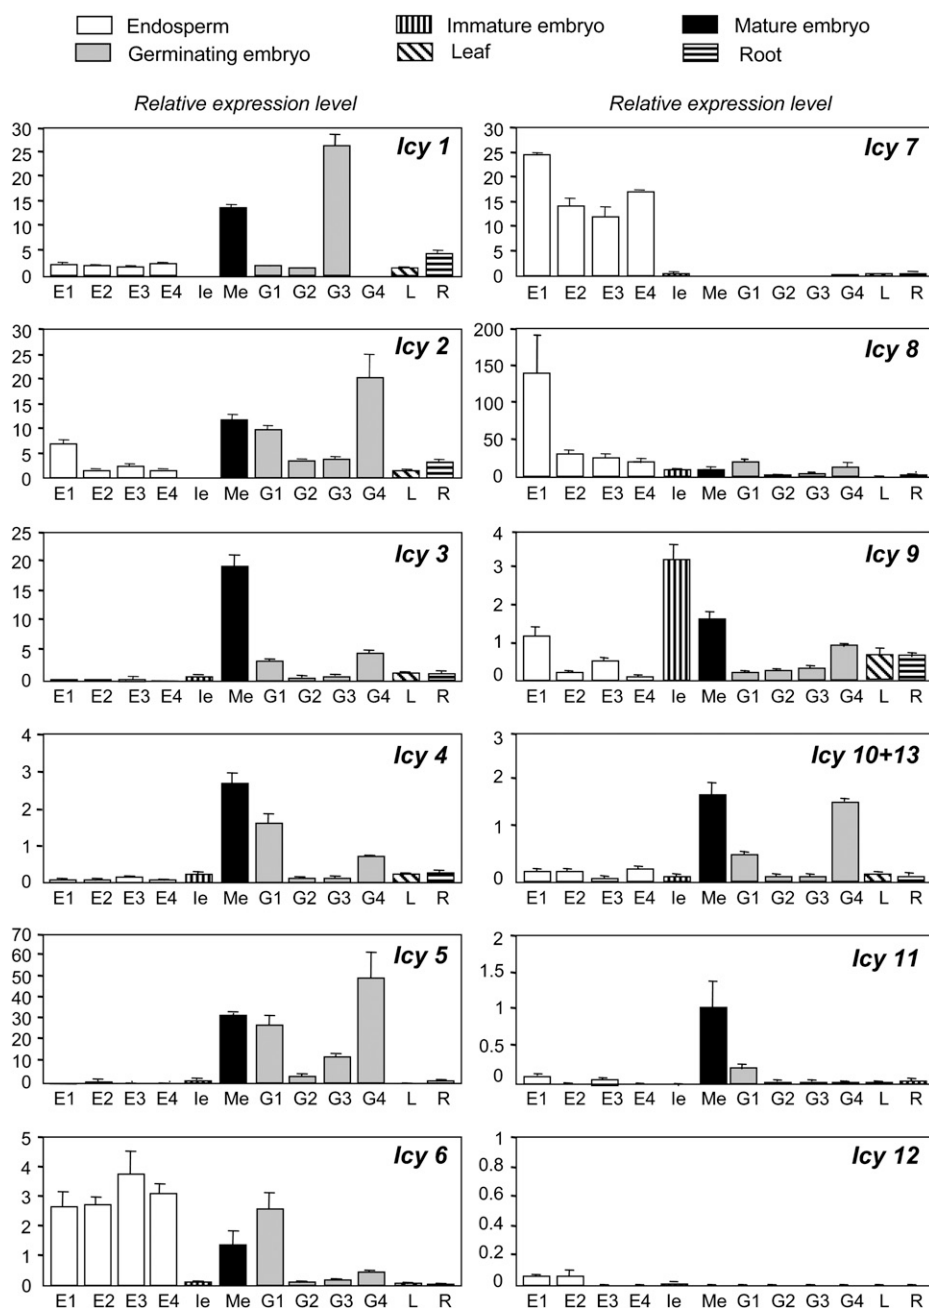 Endosperm Immature embryo Mature embryo
Germinating embryo Leaf Root
Relative expression level Relative expression level
Icy 1
30
25
20
15
10
5
0
E1 E2 E3 E4 Ie Me G1 G2 G3 G4 L R
Icy 7
30
25
20
15
10
5
0
E1 E2 E3 E4 Ie Me G1 G2 G3 G4 L R
Icy 2
30
25
20
15
10
5
0
E1 E2 E3 E4 Ie Me G1 G2 G3 G4 L R
Icy 8
200
150
100
50
0
E1 E2 E3 E4 Ie Me G1 G2 G3 G4 L R
Icy 3
25
20
15
10
5
0
E1 E2 E3 E4 Ie Me G1 G2 G3 G4 L R
Icy 9
4
3
2
1
0
E1 E2 E3 E4 Ie Me G1 G2 G3 G4 L R
Icy 4
4
3
2
1
0
E1 E2 E3 E4 Ie Me G1 G2 G3 G4 L R
Icy 10+13
3
2
1
0
E1 E2 E3 E4 Ie Me G1 G2 G3 G4 L R
Icy 5
70
60
50
40
30
20
10
0
E1 E2 E3 E4 Ie Me G1 G2 G3 G4 L R
Icy 11
2
1.5
1
0.5
0
E1 E2 E3 E4 Ie Me G1 G2 G3 G4 L R
Icy 6
5
4
3
2
1
0
E1 E2 E3 E4 Ie Me G1 G2 G3 G4 L R
Icy 12
1
0.8
0.6
0.4
0.2
0
E1 E2 E3 E4 Ie Me G1 G2 G3 G4 L R